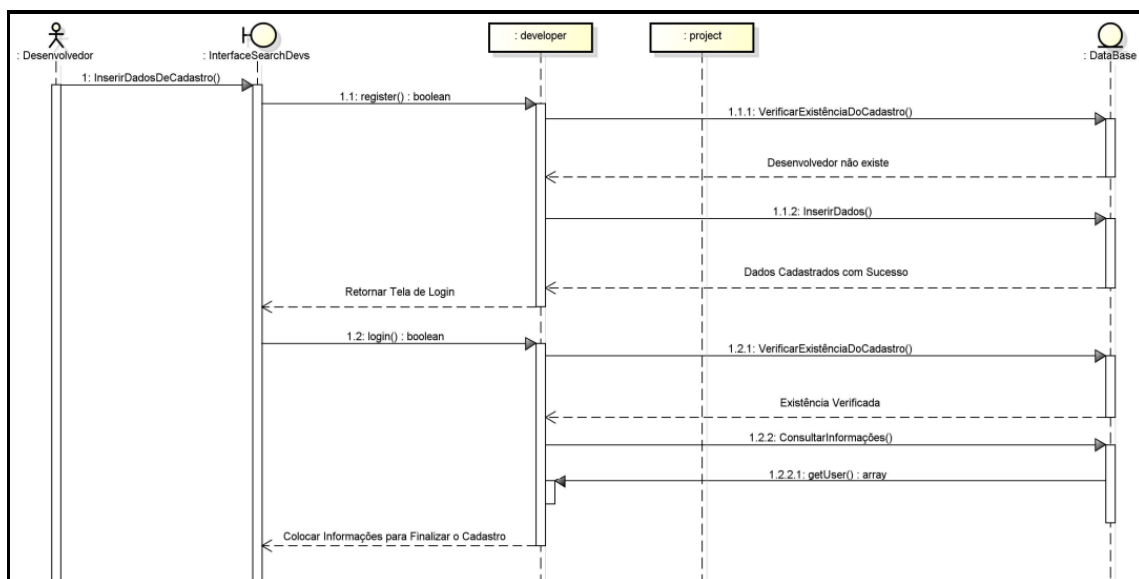 : Desenvolvedor
: InterfaceSearchDevs
: developer
: project
: DataBase
1: InserirDadosDeCadastro()
1.1: register() : boolean
1.1.1: VerificarExistênciaDoCadastro()
Desenvolvedor não existe
1.1.2: InserirDados()
Dados Cadastrados com Sucesso
Retornar Tela de Login
1.2: login() : boolean
1.2.1: VerificarExistênciaDoCadastro()
Existência Verificada
1.2.2: ConsultarInformações()
1.2.2.1: getUser() : array
Colocar Informações para Finalizar o Cadastro